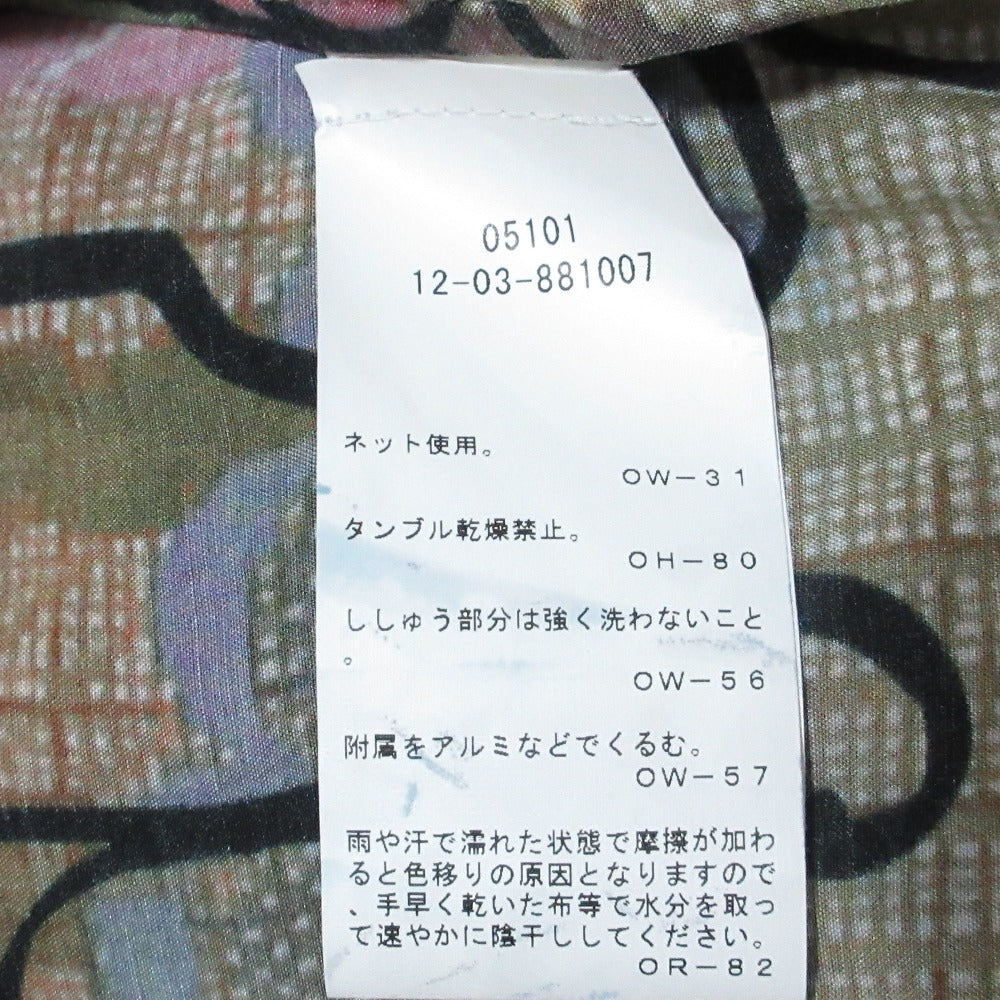 05101
12-03-881007
ネット使用。
OW－31
タンブル乾燥禁止。
OH－80
ししゅう部分は強く洗わないこと
。
OW－56
附属をアルミなどでくるむ。
OW－57
雨や汗で濡れた状態で摩擦が加わ
ると色移りの原因となりますので
、手早く乾いた布等で水分を取っ
て速やかに陰干ししてください。
OR－82